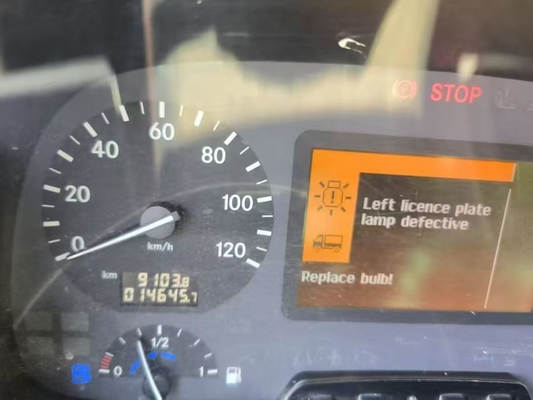 STOP
60
40
80
20
100
0
120
km/h
km 9103.8
014645.7
Left licence plate
lamp defective
Replace bulb!
1/2
0 1